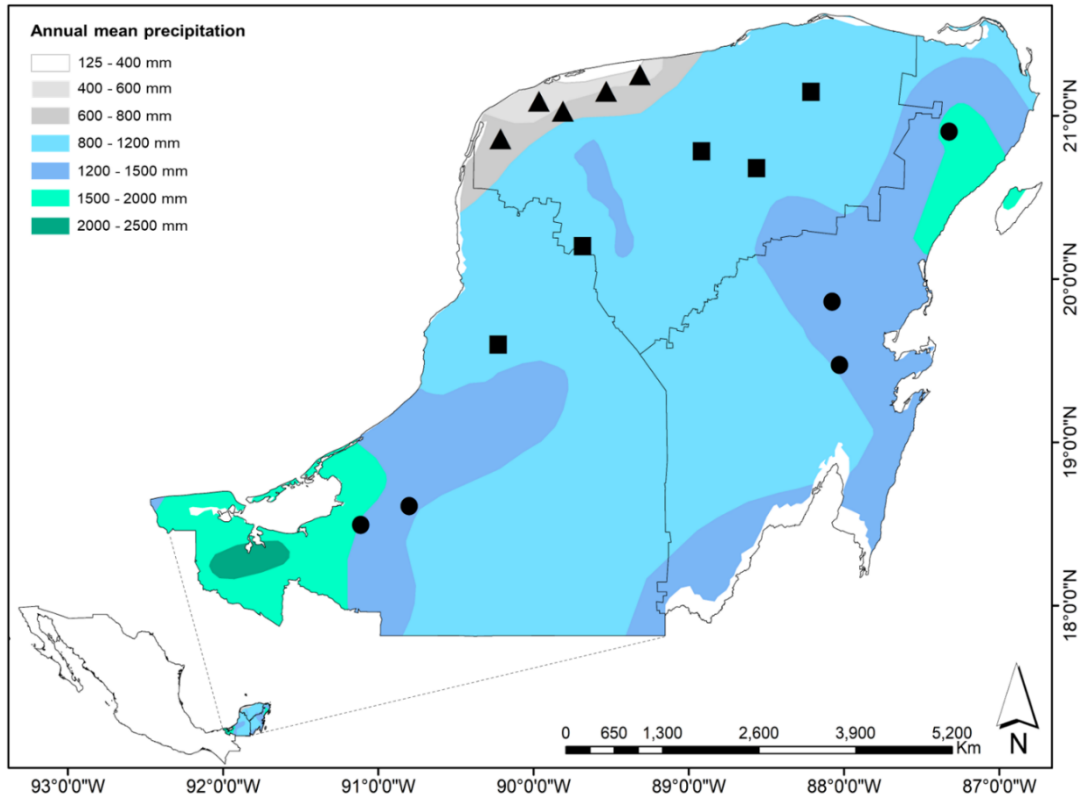 Annual mean precipitation
125 - 400 mm
400 - 600 mm
600 - 800 mm
800 - 1200 mm
1200 - 1500 mm
1500 - 2000 mm
2000 - 2500 mm
21°0'0"N
20°0'0"N
19°0'0"N
18°0'0"N
0 650 1,300 2,600 3,900 5,200
Km
N
93°0'0"W 92°0'0"W 91°0'0"W 90°0'0"W 89°0'0"W 88°0'0"W 87°0'0"W